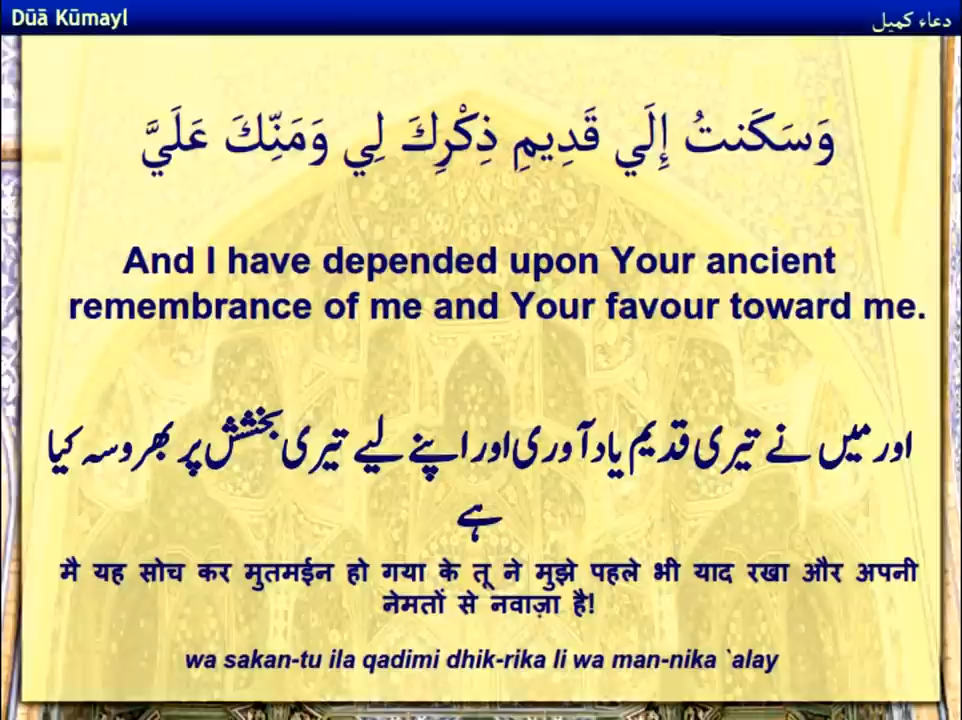 Dūā Kūmayl
دعاء كميل
وَسَكَنتُ إِلَي قَدِيمِ ذِكْرِكَ لِي وَمَنِّكَ عَلَيَّ
And I have depended upon Your ancient
remembrance of me and Your favour toward me.
اور میں نے تیری قدیم یاد آوری اور اپنے لیے تیری بخشش پر بھروسہ کیا
ہے
मै यह सोच कर मुतमईन हो गया के तू ने मुझे पहले भी याद रखा और अपनी
नेमतों से नवाज़ा है!
wa sakan-tu ila qadimi dhik-rika li wa man-nika `alay